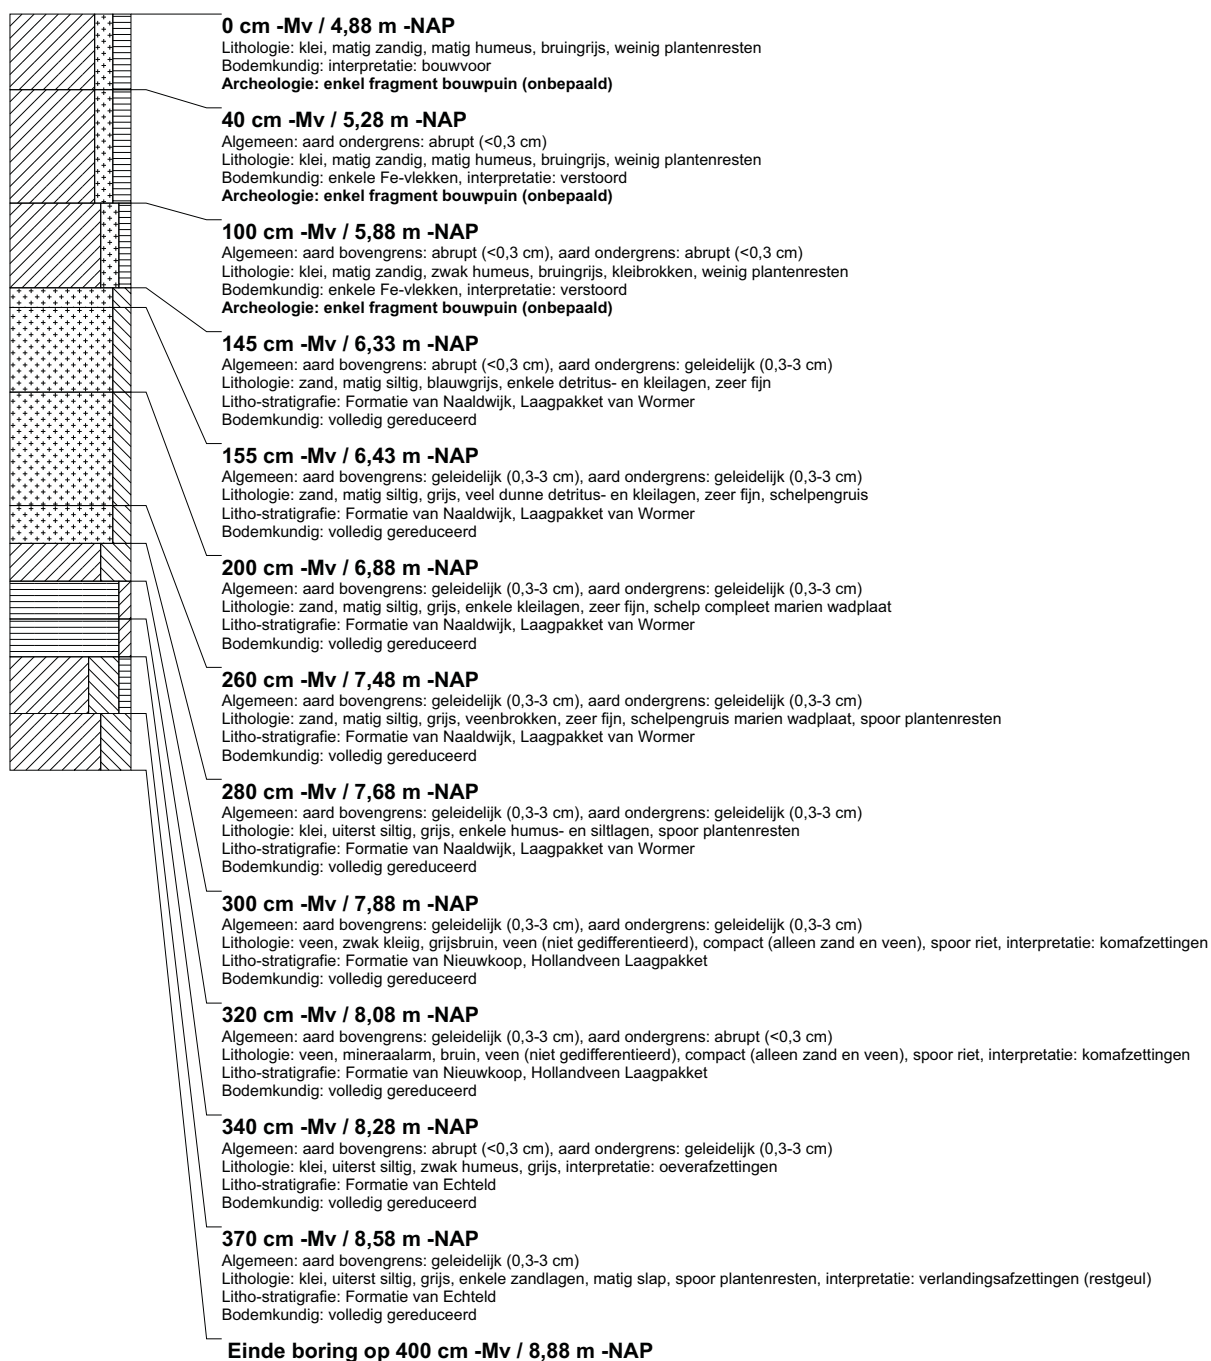 0 cm -Mv / 4,88 m -NAP
Lithologie: klei, matig zandig, matig humeus, bruingrijs, weinig plantenresten
Bodemkundig: interpretatie: bouwvoor
Archeologie: enkel fragment bouwpuin (onbepaald)
40 cm -Mv / 5,28 m -NAP
Algemeen: aard ondergrens: abrupt (<0,3 cm)
Lithologie: klei, matig zandig, matig humeus, bruingrijs, weinig plantenresten
Bodemkundig: enkele Fe-vlekken, interpretatie: verstoord
Archeologie: enkel fragment bouwpuin (onbepaald)
100 cm -Mv / 5,88 m -NAP
Algemeen: aard bovengrens: abrupt (<0,3 cm), aard ondergrens: abrupt (<0,3 cm)
Lithologie: klei, matig zandig, zwak humeus, bruingrijs, kleibrokken, weinig plantenresten
Bodemkundig: enkele Fe-vlekken, interpretatie: verstoord
Archeologie: enkel fragment bouwpuin (onbepaald)
145 cm -Mv / 6,33 m -NAP
Algemeen: aard bovengrens: abrupt (<0,3 cm), aard ondergrens: geleidelijk (0,3-3 cm)
Lithologie: zand, matig siltig, blauwgrijs, enkele detritus- en kleilagen, zeer fijn
Litho-stratigrafie: Formatie van Naaldwijk, Laagpakket van Wormer
Bodemkundig: volledig gereduceerd
155 cm -Mv / 6,43 m -NAP
Algemeen: aard bovengrens: geleidelijk (0,3-3 cm), aard ondergrens: geleidelijk (0,3-3 cm)
Lithologie: zand, matig siltig, grijs, veel dunne detritus- en kleilagen, zeer fijn, schelpengruis
Litho-stratigrafie: Formatie van Naaldwijk, Laagpakket van Wormer
Bodemkundig: volledig gereduceerd
200 cm -Mv / 6,88 m -NAP
Algemeen: aard bovengrens: geleidelijk (0,3-3 cm), aard ondergrens: geleidelijk (0,3-3 cm)
Lithologie: zand, matig siltig, grijs, enkele kleilagen, zeer fijn, schelp compleet marien wadplaat
Litho-stratigrafie: Formatie van Naaldwijk, Laagpakket van Wormer
Bodemkundig: volledig gereduceerd
260 cm -Mv / 7,48 m -NAP
Algemeen: aard bovengrens: geleidelijk (0,3-3 cm), aard ondergrens: geleidelijk (0,3-3 cm)
Lithologie: zand, matig siltig, grijs, veenbrokken, zeer fijn, schelpengruis marien wadplaat, spoor plantenresten
Litho-stratigrafie: Formatie van Naaldwijk, Laagpakket van Wormer
Bodemkundig: volledig gereduceerd
280 cm -Mv / 7,68 m -NAP
Algemeen: aard bovengrens: geleidelijk (0,3-3 cm), aard ondergrens: geleidelijk (0,3-3 cm)
Lithologie: klei, uiterst siltig, grijs, enkele humus- en siltlagen, spoor plantenresten
Litho-stratigrafie: Formatie van Naaldwijk, Laagpakket van Wormer
Bodemkundig: volledig gereduceerd
300 cm -Mv / 7,88 m -NAP
Algemeen: aard bovengrens: geleidelijk (0,3-3 cm), aard ondergrens: geleidelijk (0,3-3 cm)
Lithologie: veen, zwak kleiig, grijsbruin, veen (niet gedifferentieerd), compact (alleen zand en veen), spoor riet, interpretatie: komafzettingen
Litho-stratigrafie: Formatie van Nieuwkoop, Hollandveen Laagpakket
Bodemkundig: volledig gereduceerd
320 cm -Mv / 8,08 m -NAP
Algemeen: aard bovengrens: geleidelijk (0,3-3 cm), aard ondergrens: abrupt (<0,3 cm)
Lithologie: veen, mineraalarm, bruin, veen (niet gedifferentieerd), compact (alleen zand en veen), spoor riet, interpretatie: komafzettingen
Litho-stratigrafie: Formatie van Nieuwkoop, Hollandveen Laagpakket
Bodemkundig: volledig gereduceerd
340 cm -Mv / 8,28 m -NAP
Algemeen: aard bovengrens: abrupt (<0,3 cm), aard ondergrens: geleidelijk (0,3-3 cm)
Lithologie: klei, uiterst siltig, zwak humeus, grijs, interpretatie: oeverafzettingen
Litho-stratigrafie: Formatie van Echteld
Bodemkundig: volledig gereduceerd
370 cm -Mv / 8,58 m -NAP
Algemeen: aard bovengrens: geleidelijk (0,3-3 cm)
Lithologie: klei, uiterst siltig, grijs, enkele zandlagen, matig slap, spoor plantenresten, interpretatie: verlandingsafzettingen (restgeul)
Litho-stratigrafie: Formatie van Echteld
Bodemkundig: volledig gereduceerd
Einde boring op 400 cm -Mv / 8,88 m -NAP